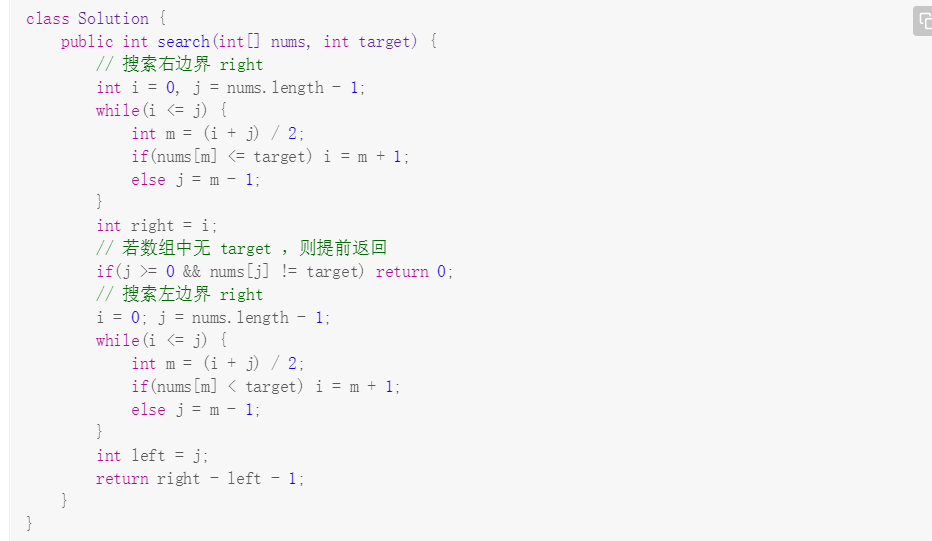 class Solution {
    public int search(int[] nums, int target) {
        // 搜索右边界 right
        int i = 0, j = nums.length - 1;
        while(i <= j) {
            int m = (i + j) / 2;
            if(nums[m] <= target) i = m + 1;
            else j = m - 1;
        }
        int right = i;
        // 若数组中无 target ，则提前返回
        if(j >= 0 && nums[j] != target) return 0;
        // 搜索左边界 right
        i = 0; j = nums.length - 1;
        while(i <= j) {
            int m = (i + j) / 2;
            if(nums[m] < target) i = m + 1;
            else j = m - 1;
        }
        int left = j;
        return right - left - 1;
    }
}